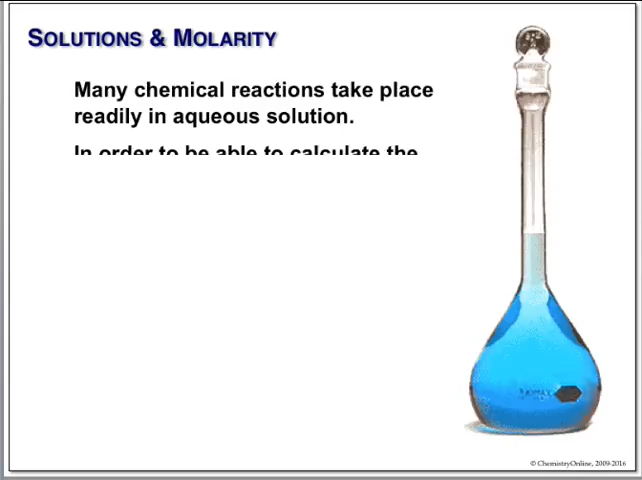 SOLUTIONS & MOLARITY
Many chemical reactions take place
readily in aqueous solution.
In order to be able to calculate the
© ChemistryOnline, 2009-2016